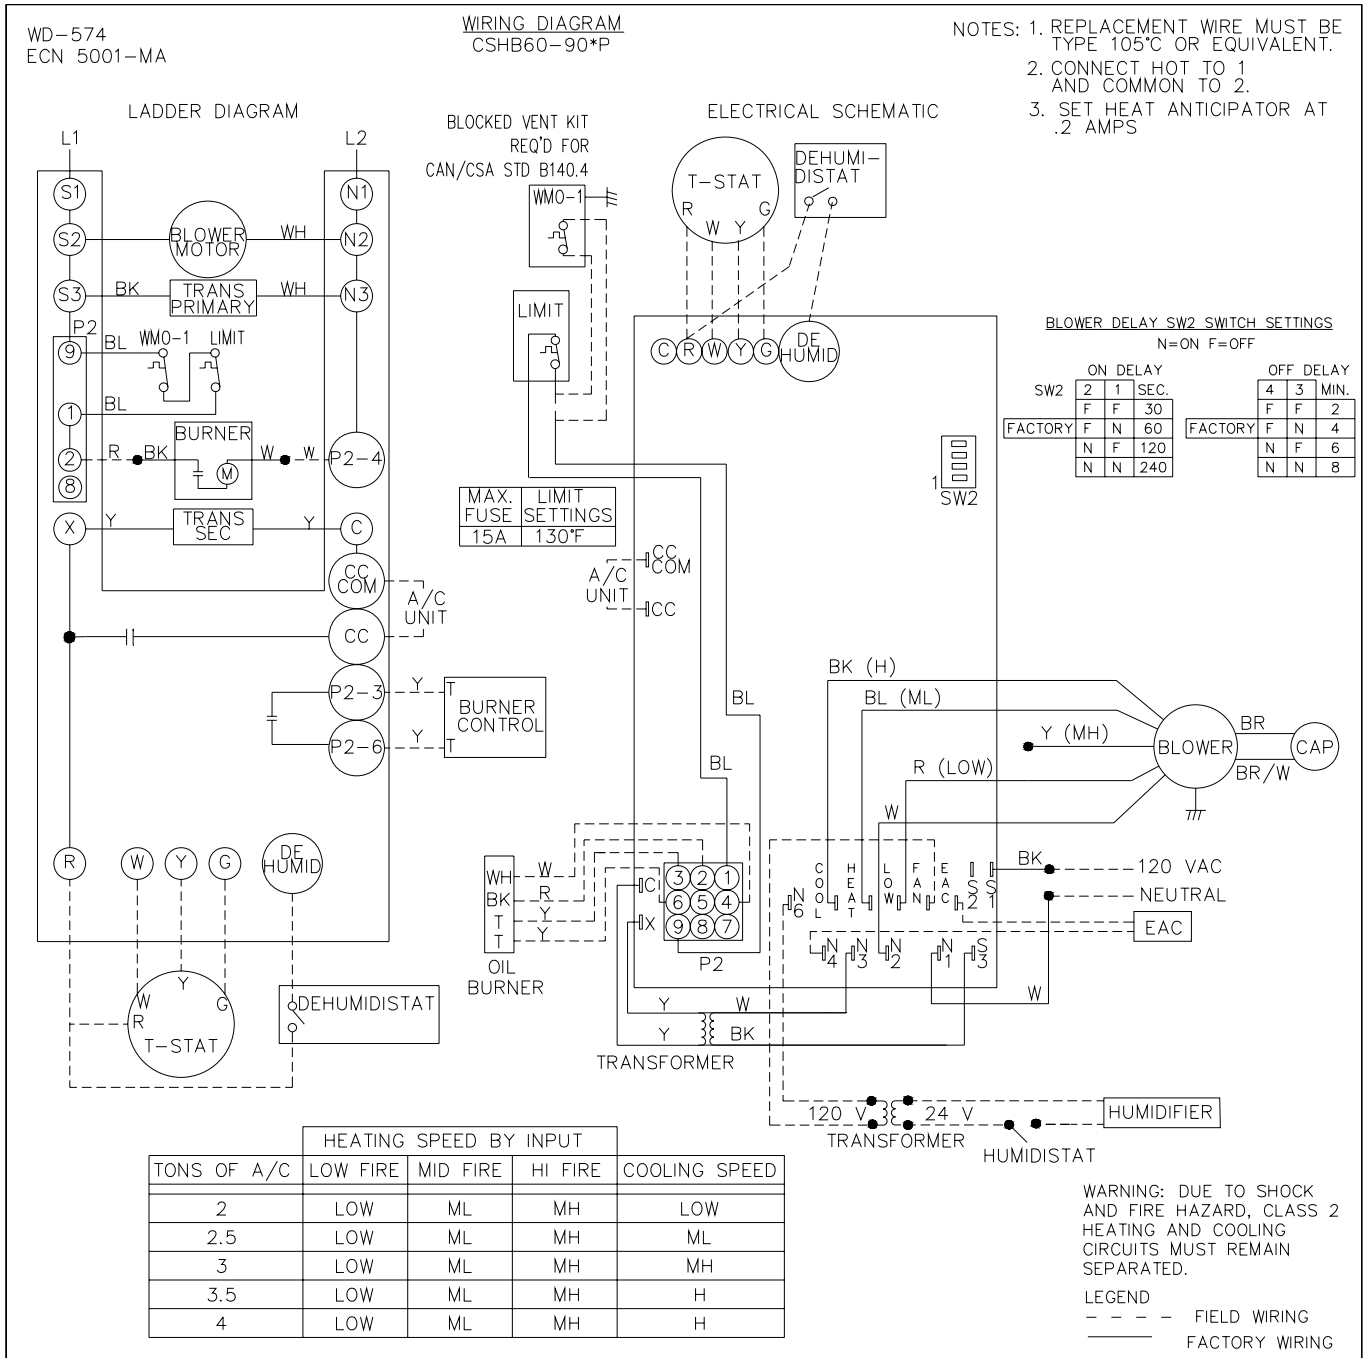 WD-574
ECN 5001-MA
WIRING DIAGRAM
CSHB60-90*P
NOTES: 1. REPLACEMENT WIRE MUST BE
TYPE 105°C OR EQUIVALENT.
2. CONNECT HOT TO 1
AND COMMON TO 2.
3. SET HEAT ANTICIPATOR AT
.2 AMPS
LADDER DIAGRAM
L1
L2
S1
N1
S2
BLOWER
MOTOR
WH
N2
S3
BK
TRANS
PRIMARY
WH
N3
P2
9
BL
WMO-1
LIMIT
1
BL
BURNER
2
R
BK
M
W
W
P2-4
8
X
Y
TRANS
SEC
Y
C
CC
COM
A/C
UNIT
CC
P2-3
Y
T
BURNER
CONTROL
P2-6
Y
T
R
W
Y
G
DE
HUMID
W
Y
G
R
T-STAT
DEHUMIDISTAT
BLOCKED VENT KIT
REQ'D FOR
CAN/CSA STD B140.4
WMO-1
LIMIT
MAX. FUSE LIMIT SETTINGS
15A 130°F
ELECTRICAL SCHEMATIC
T-STAT
R
W
Y
G
DEHUMI-
DISTAT
C
R
W
Y
G
DE
HUMID
1
SW2
CC
COM
A/C
UNIT
CC
BLOWER DELAY SW2 SWITCH SETTINGS
N=ON F=OFF
ON DELAY
SW2 2 1 SEC.
F F 30
FACTORY F N 60
N F 120
N N 240
OFF DELAY
4 3 MIN.
F F 2
FACTORY F N 4
N F 6
N N 8
BL
BL
BK (H)
BL (ML)
Y (MH)
R (LOW)
W
BLOWER
BR
BR/W
CAP
WH
BK
T
T
W
R
Y
Y
OIL
BURNER
C
X
3 2 1
6 5 4
9 8 7
P2
N6
COOL
HEAT
LOW
FAN
EAC
S2
S1
N4
N3
N2
N1
S3
BK
120 VAC
NEUTRAL
EAC
W
Y
W
Y
BK
TRANSFORMER
120 V
24 V
TRANSFORMER
HUMIDIFIER
HUMIDISTAT
HEATING SPEED BY INPUT
TONS OF A/C LOW FIRE MID FIRE HI FIRE COOLING SPEED
2 LOW ML MH LOW
2.5 LOW ML MH ML
3 LOW ML MH MH
3.5 LOW ML MH H
4 LOW ML MH H
WARNING: DUE TO SHOCK
AND FIRE HAZARD, CLASS 2
HEATING AND COOLING
CIRCUITS MUST REMAIN
SEPARATED.
LEGEND
FIELD WIRING
FACTORY WIRING